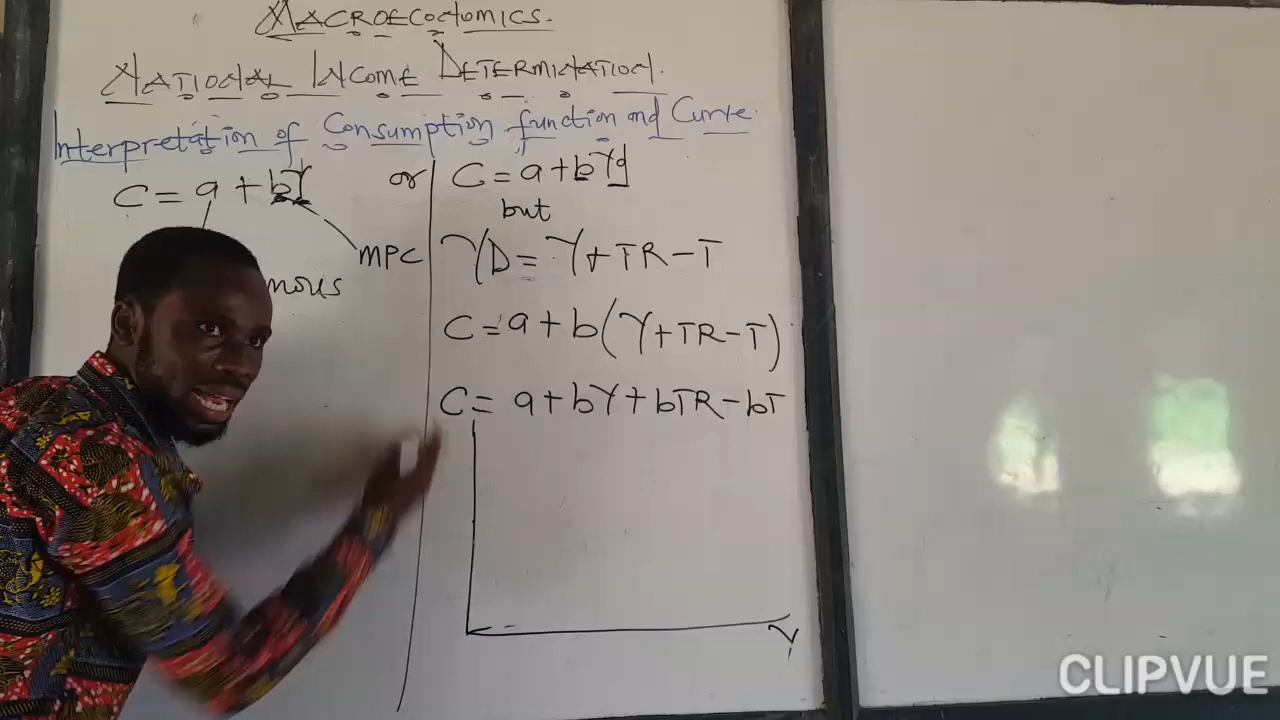 MACROECONOMICS.
NATIONAL INCOME DETERMINATION.
Interpretation of Consumption function and Curve.
C = a + bY or
MPC
nous
C = a + bYd
but
YD = Y + TR - T
C = a + b(Y + TR - T)
C = a + bY + bTR - bT
Y
CLIPVUE